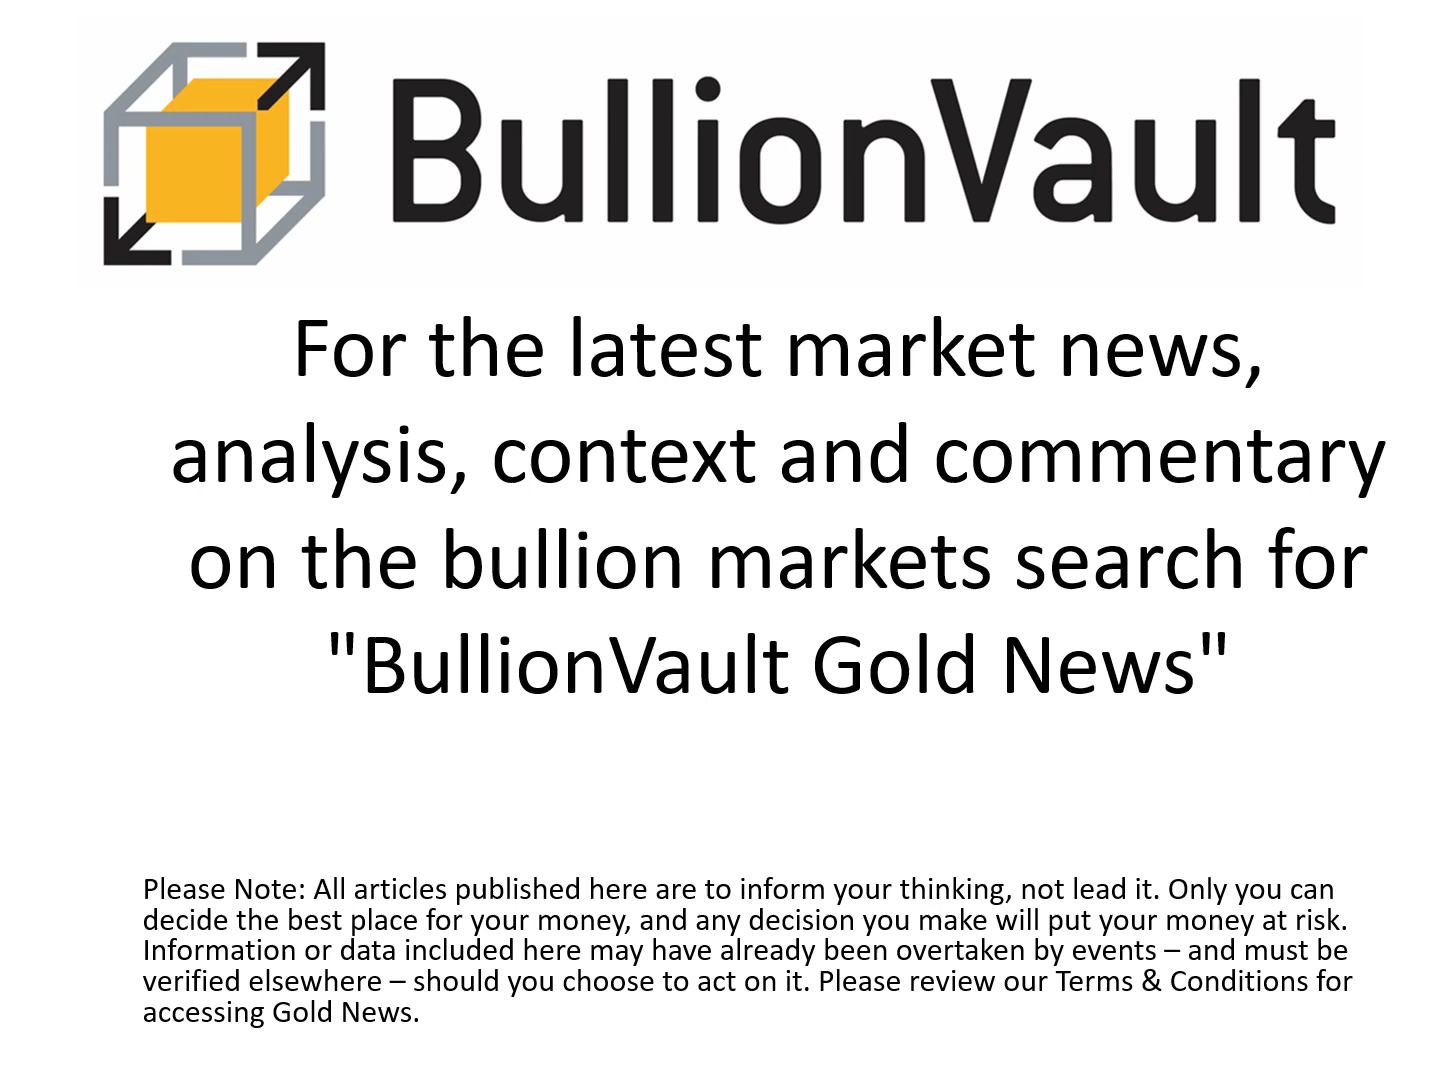 BullionVault
For the latest market news,
analysis, context and commentary
on the bullion markets search for
"BullionVault Gold News"
Please Note: All articles published here are to inform your thinking, not lead it. Only you can
decide the best place for your money, and any decision you make will put your money at risk.
Information or data included here may have already been overtaken by events – and must be
verified elsewhere – should you choose to act on it. Please review our Terms & Conditions for
accessing Gold News.